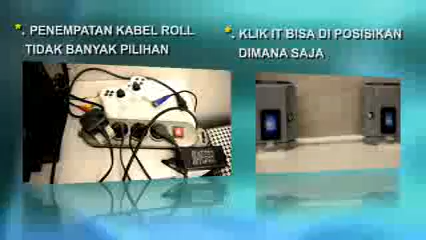 *. PENEMPATAN KABEL ROLL
TIDAK BANYAK PILIHAN
*. KLIK IT BISA DI POSISIKAN
DIMANA SAJA